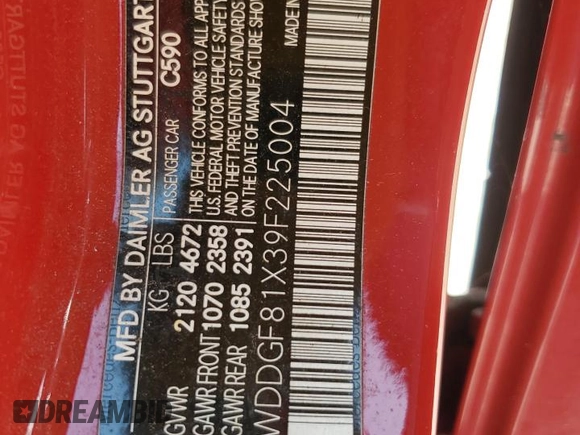 MFD BY DAIMLER AG STUTTGART
C590
KG LBS PASSENGER CAR
GVWR 2120 4672
GAWR FRONT 1070 2358
GAWR REAR 1085 2391
THIS VEHICLE CONFORMS TO ALL APP
U.S. FEDERAL MOTOR VEHICLE SAFETY
AND THEFT PREVENTION STANDARDS
ON THE DATE OF MANUFACTURE SHO
WDDGF81X39F225004
DREAMBID